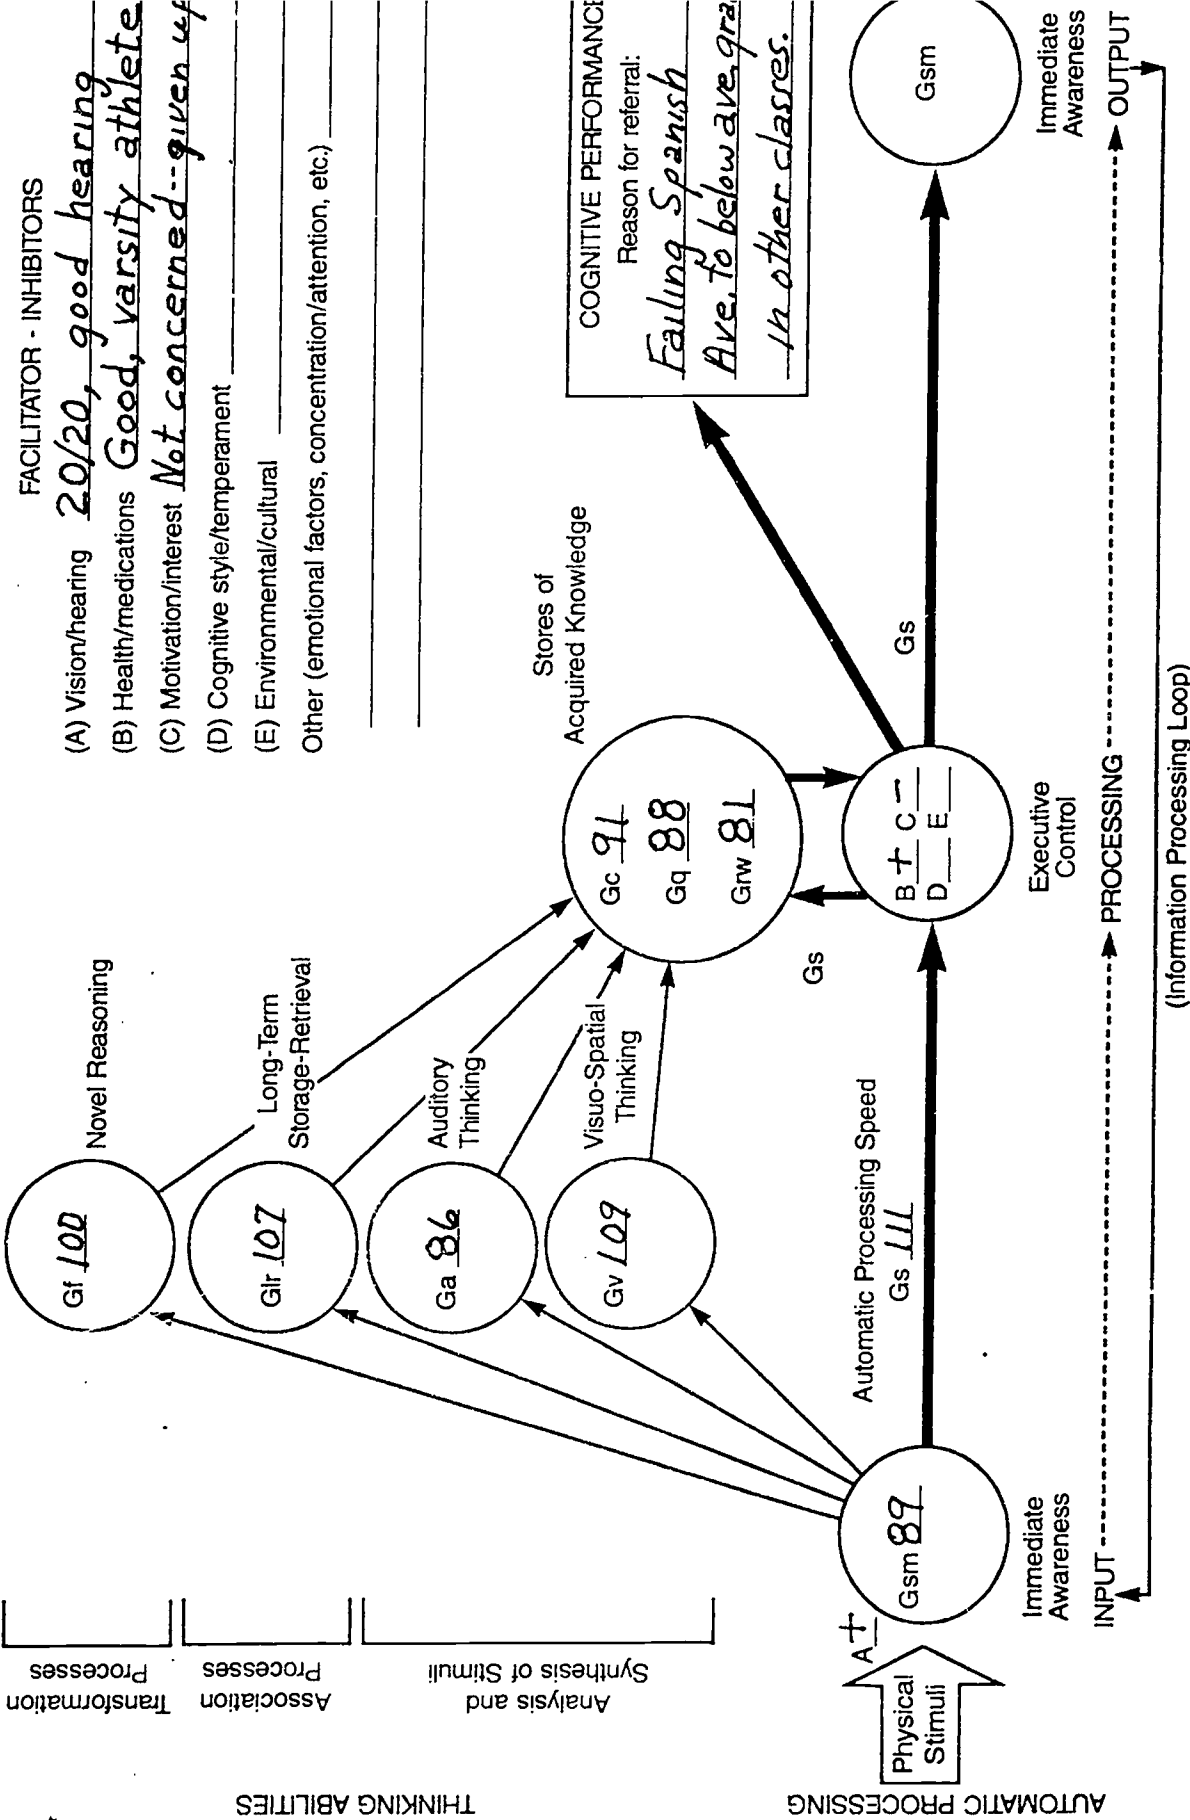 FACILITATOR - INHIBITORS
(A) Vision/hearing 20/20, good hearing
(B) Health/medications Good, varsity athlete
(C) Motivation/interest Not concerned--given up
(D) Cognitive style/temperament
(E) Environmental/cultural
Other (emotional factors, concentration/attention, etc.)
THINKING ABILITIES
Transformation
Processes
Association
Processes
Analysis and
Synthesis of Stimuli
Gf 100
Novel Reasoning
Glr 107
Long-Term
Storage-Retrieval
Ga 86
Auditory
Thinking
Gv 109
Visuo-Spatial
Thinking
Stores of
Acquired Knowledge
Gc 91
Gq 88
Grw 81
COGNITIVE PERFORMANCE
Reason for referral:
Failing Spanish
Ave. to below ave.
in other classes.
AUTOMATIC PROCESSING
Physical
Stimuli
A +
Gsm 89
Immediate
Awareness
Automatic Processing Speed
Gs 111
Gs
B + C -
D E
Executive
Control
Gs
Gsm
Immediate
Awareness
INPUT PROCESSING OUTPUT
(Information Processing Loop)